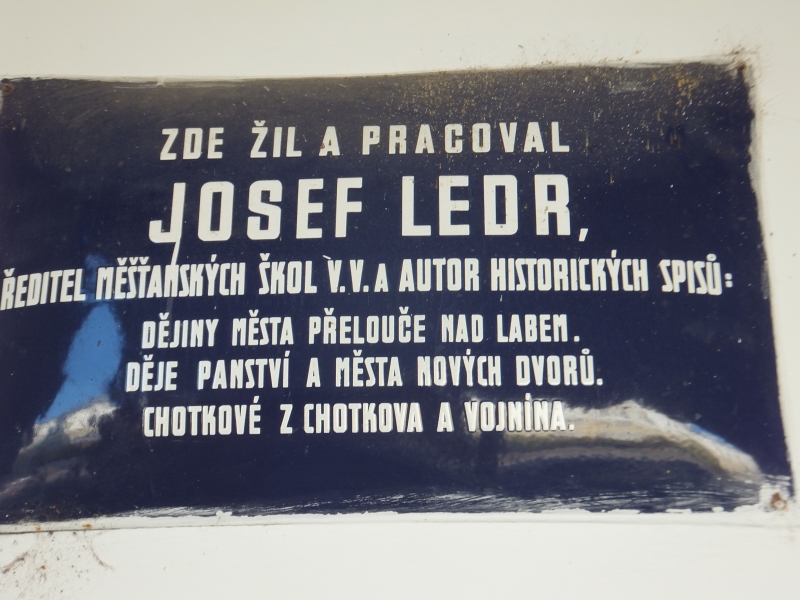 ZDE ŽIL A PRACOVAL
JOSEF LEDR,
ŘEDITEL MĚŠŤANSKÝCH ŠKOL V.V. A AUTOR HISTORICKÝCH SPISŮ:
DĚJINY MĚSTA PŘELOUČE NAD LABEM.
DĚJE PANSTVÍ A MĚSTA NOVÝCH DVORŮ.
CHOTKOVÉ Z CHOTKOVA A VOJNÍNA.